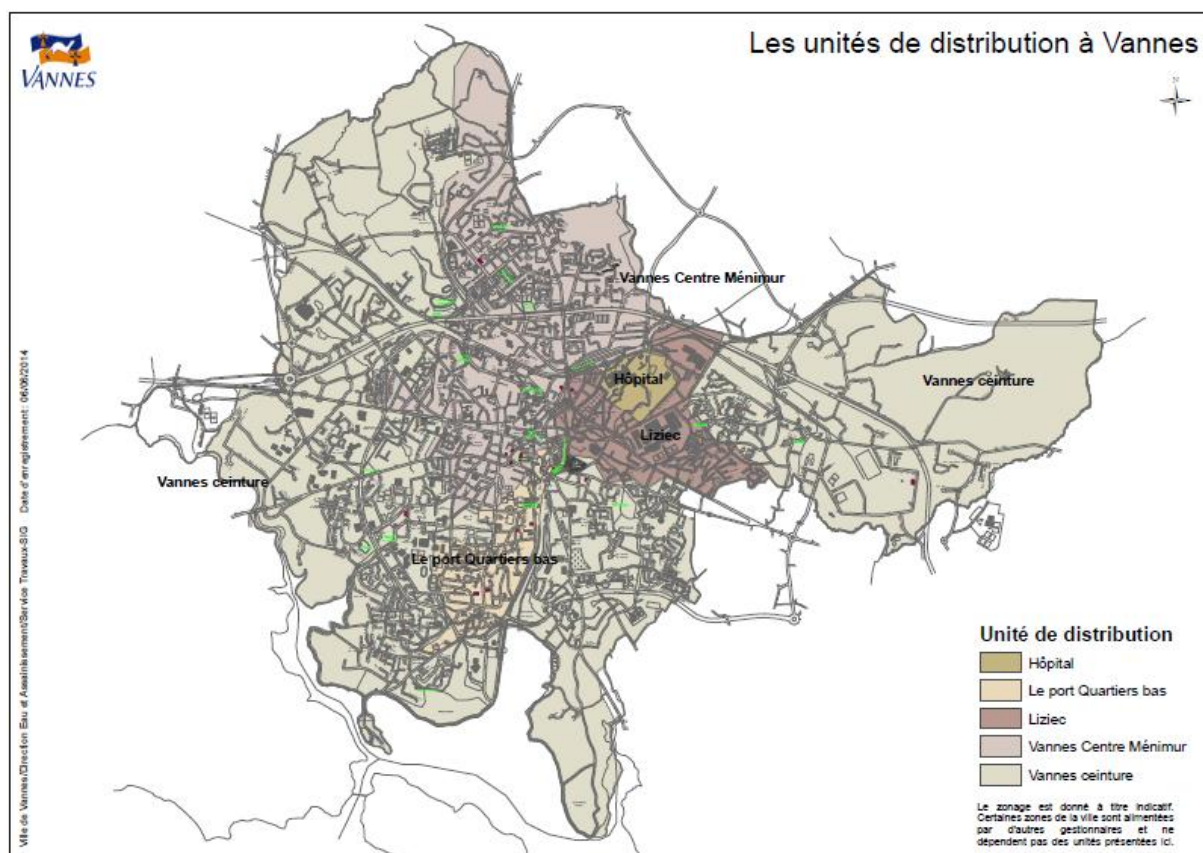 VANNES
Les unités de distribution à Vannes
N
Vannes Centre Ménimur
Hôpital
Vannes ceinture
Liziec
Vannes ceinture
Le port Quartiers bas
Unité de distribution
Hôpital
Le port Quartiers bas
Liziec
Vannes Centre Ménimur
Vannes ceinture
Le zonage est donné à titre indicatif.
Certaines zones de la ville sont alimentées
par d'autres gestionnaires et ne
dépendent pas des unités présentées ici.
Ville de Vannes/Direction Eau et Assainissement/Service Travaux-SIG Date d'enregistrement : 06/06/2014